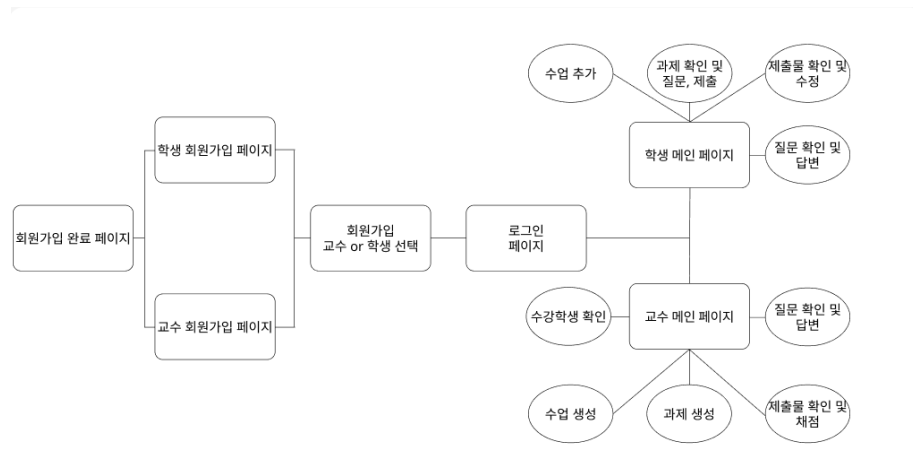 수업 추가
과제 확인 및
질문, 제출
제출물 확인 및
수정
학생 회원가입 페이지
학생 메인 페이지
질문 확인 및
답변
회원가입 완료 페이지
회원가입
교수 or 학생 선택
로그인
페이지
교수 회원가입 페이지
수강학생 확인
교수 메인 페이지
질문 확인 및
답변
수업 생성
과제 생성
제출물 확인 및
채점